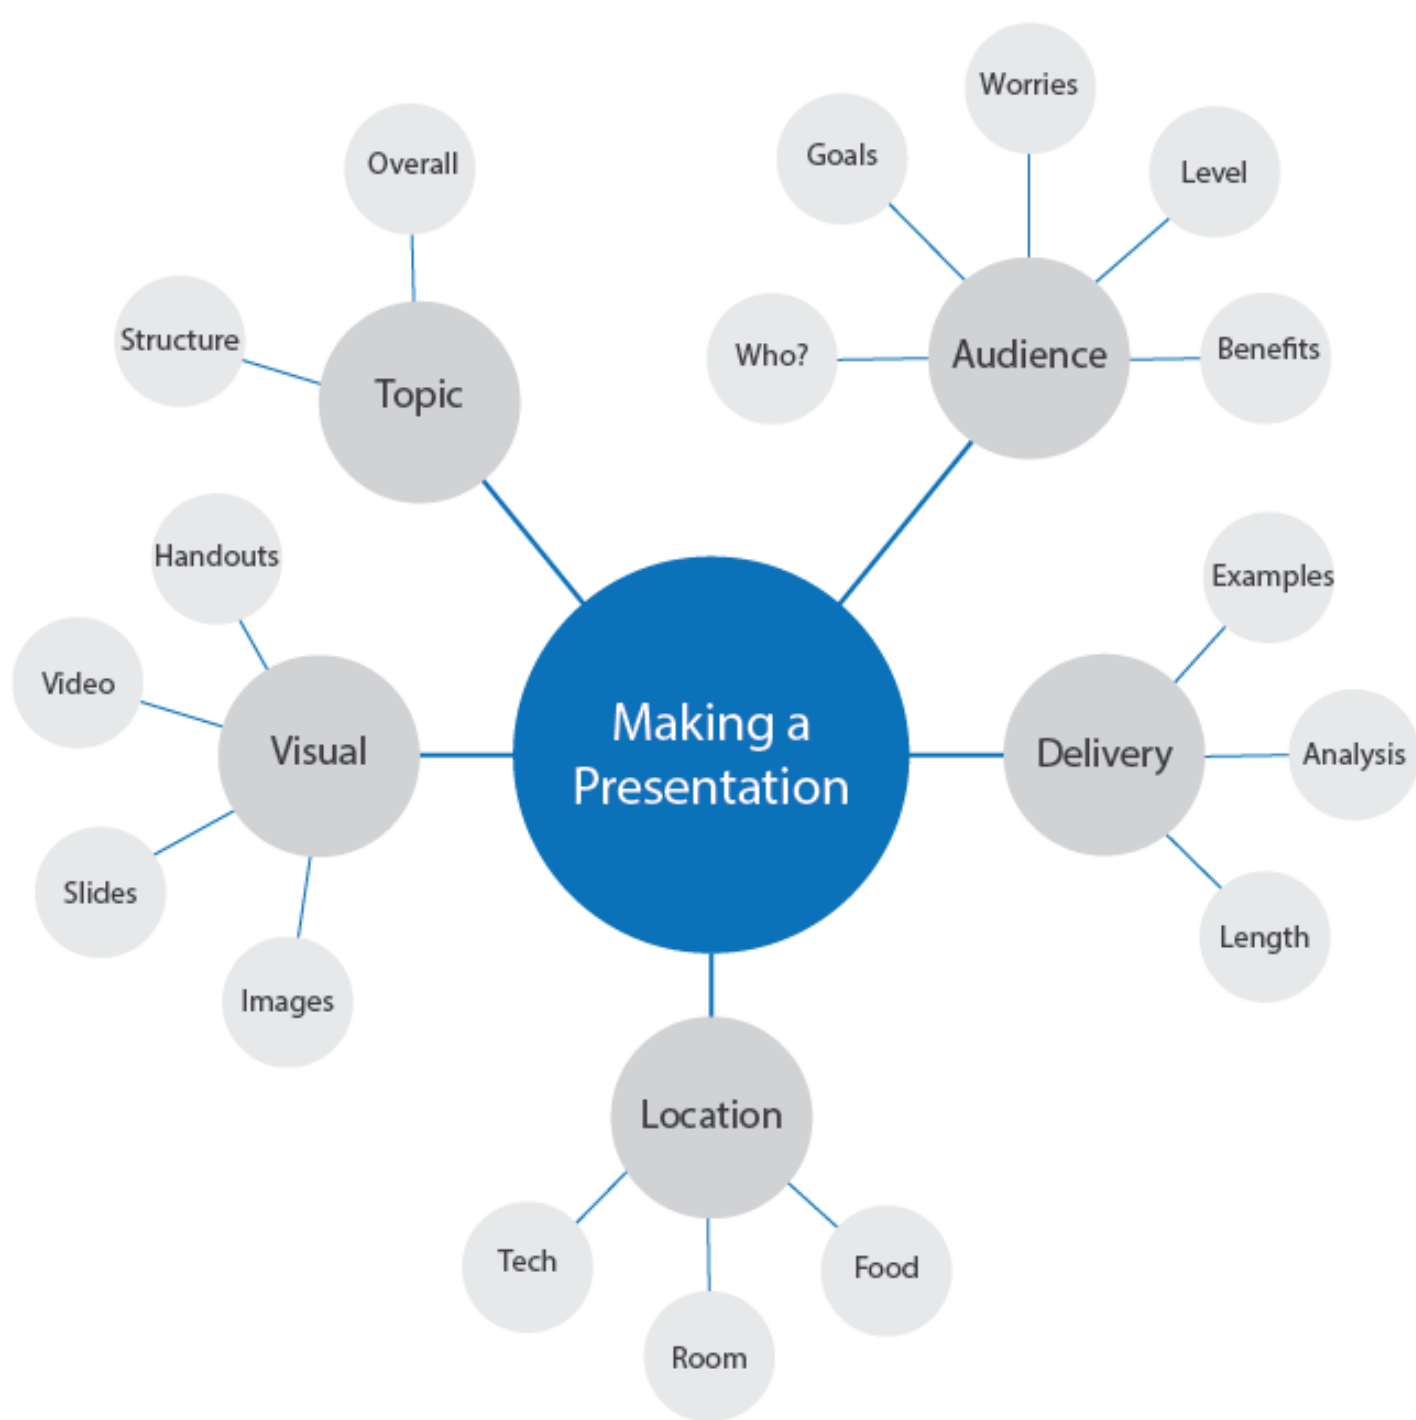 Worries
Goals
Level
Overall
Who?
Audience
Benefits
Structure
Topic
Handouts
Examples
Video
Visual
Making a
Presentation
Delivery
Analysis
Slides
Length
Images
Location
Tech
Food
Room